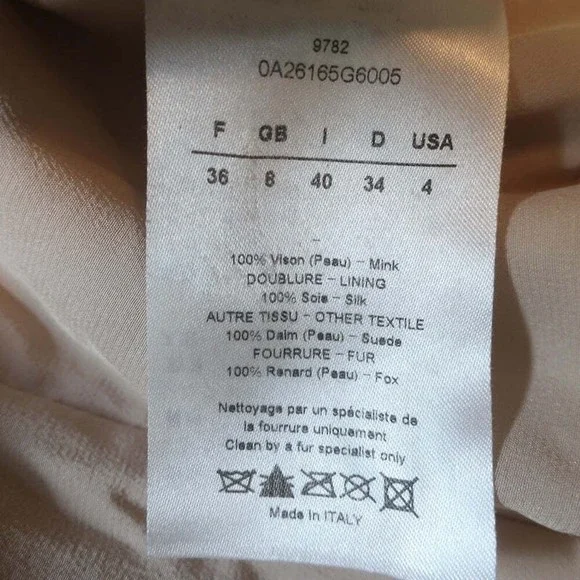 9782
0A26165G6005
F GB I D USA
36 8 40 34 4
–
100% Vison (Peau) – Mink
DOUBLURE – LINING
100% Soie – Silk
AUTRE TISSU – OTHER TEXTILE
100% Daim (Peau) – Suede
FOURRURE – FUR
100% Renard (Peau) – Fox
Nettoyage par un spécialiste de
la fourrure uniquement
Clean by a fur specialist only
Made in ITALY